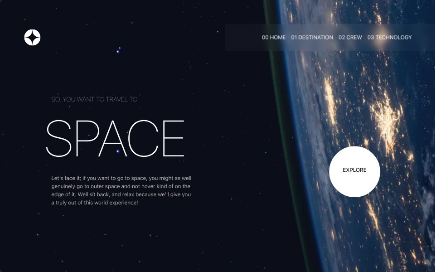 00 HOME 01 DESTINATION 02 CREW 03 TECHNOLOGY
SO, YOU WANT TO TRAVEL TO
SPACE
Let's face it; if you want to go to space, you might as well
genuinely go to outer space and not hover kind of on the
edge of it. Well sit back, and relax because we'll give you
a truly out of this world experience!
EXPLORE